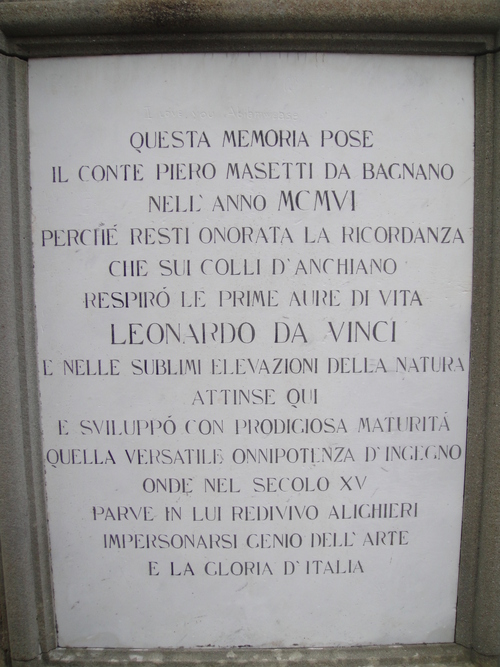 QUESTA MEMORIA POSE
IL CONTE PIERO MASETTI DA BAGNANO
NELL' ANNO MCMVI
PERCHÉ RESTI ONORATA LA RICORDANZA
CHE SUI COLLI D'ANCHIANO
RESPIRÓ LE PRIME AURE DI VITA
LEONARDO DA VINCI
E NELLE SUBLIMI ELEVAZIONI DELLA NATURA
ATTINSE QUI
E SVILUPPÓ CON PRODIGIOSA MATURITÁ
QUELLA VERSATILE ONNIPOTENZA D'INGEGNO
ONDE NEL SECOLO XV
PARVE IN LUI REDIVIVO ALIGHIERI
IMPERSONARSI GENIO DELL'ARTE
E LA GLORIA D'ITALIA